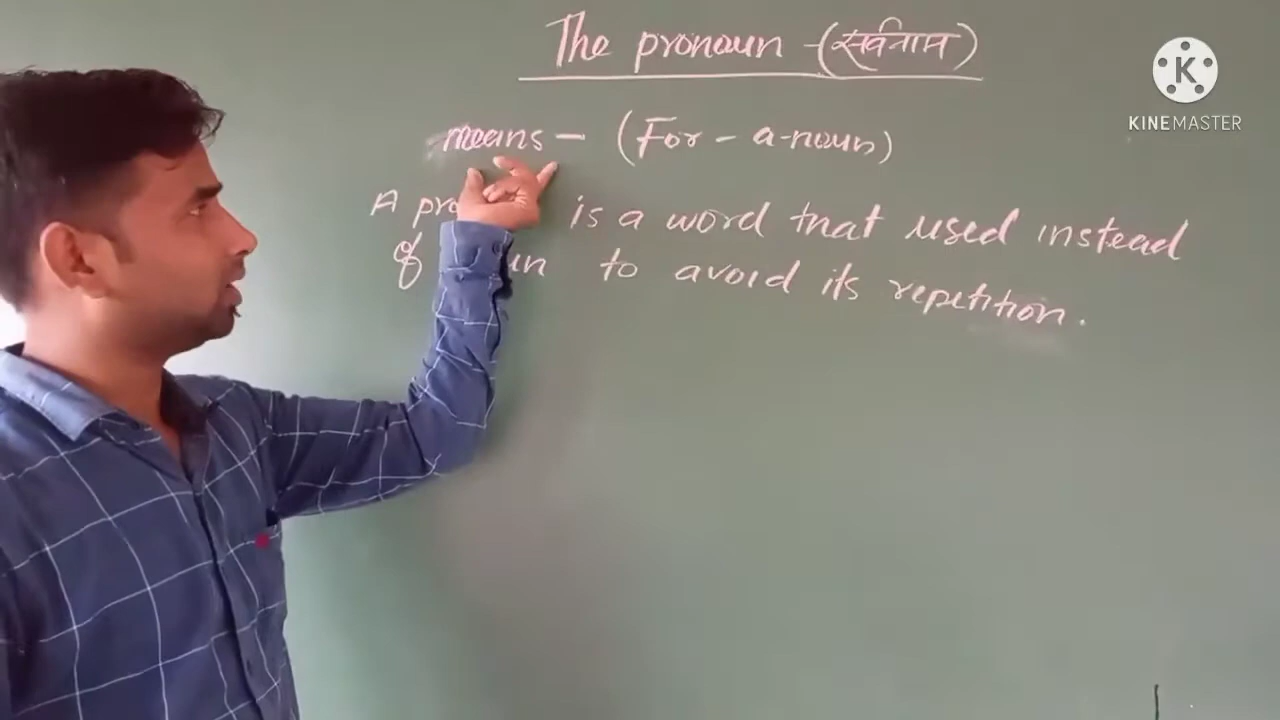 The pronoun - (सर्वनाम)
K
KINEMASTER
means - (For - a-noun)
A pro is a word that used instead
of un to avoid its repetition.